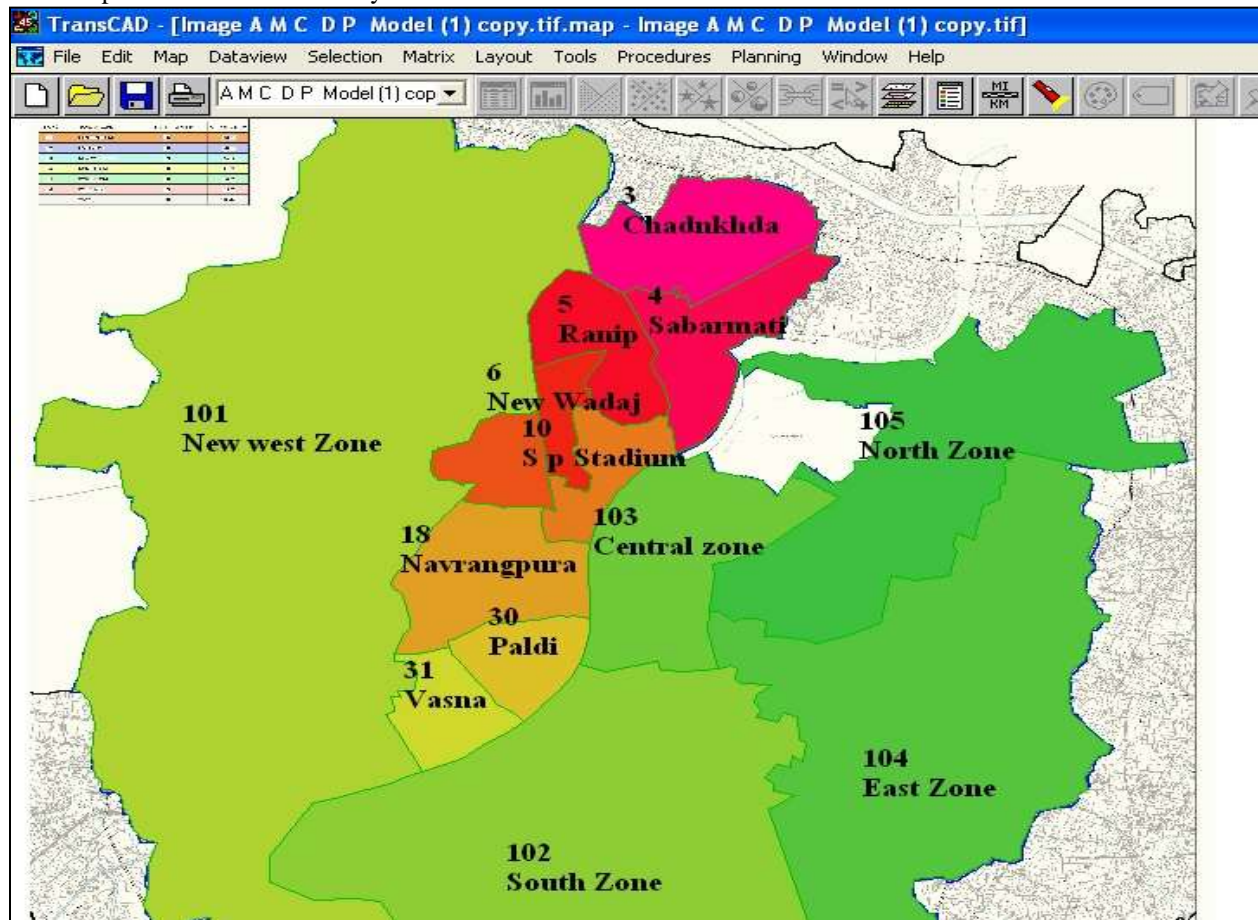 TransCAD - [Image A M C D P Model (1) copy.tif.map - Image A M C D P Model (1) copy.tif]
File Edit Map Dataview Selection Matrix Layout Tools Procedures Planning Window Help
A M C D P Model (1) cop
MI
KM
3
Chadnkhda
4
Sabarmati
5
Ranip
6
New Wadaj
101
New west Zone
10
S p Stadium
105
North Zone
103
Central zone
18
Navrangpura
30
Paldi
31
Vasna
104
East Zone
102
South Zone